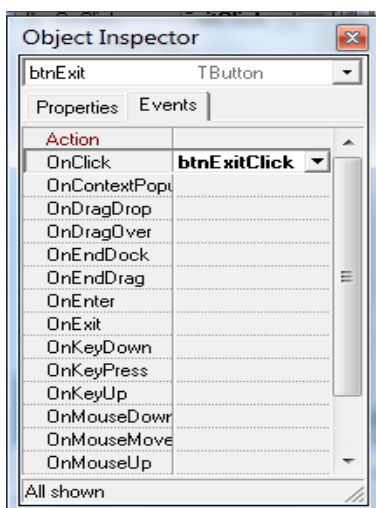 Object Inspector
btnExit TButton
Properties Events
Action
OnClick btnExitClick
OnContextPopu
OnDragDrop
OnDragOver
OnEndDock
OnEndDrag
OnEnter
OnExit
OnKeyDown
OnKeyPress
OnKeyUp
OnMouseDown
OnMouseMove
OnMouseUp
All shown